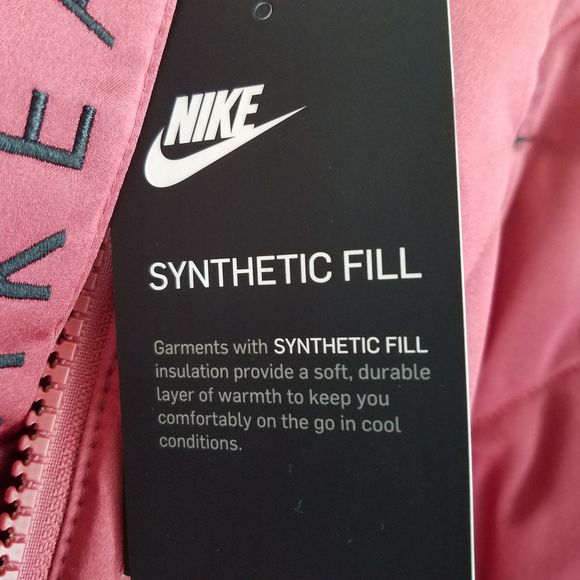 NIKE
SYNTHETIC FILL
Garments with SYNTHETIC FILL
insulation provide a soft, durable
layer of warmth to keep you
comfortably on the go in cool
conditions.